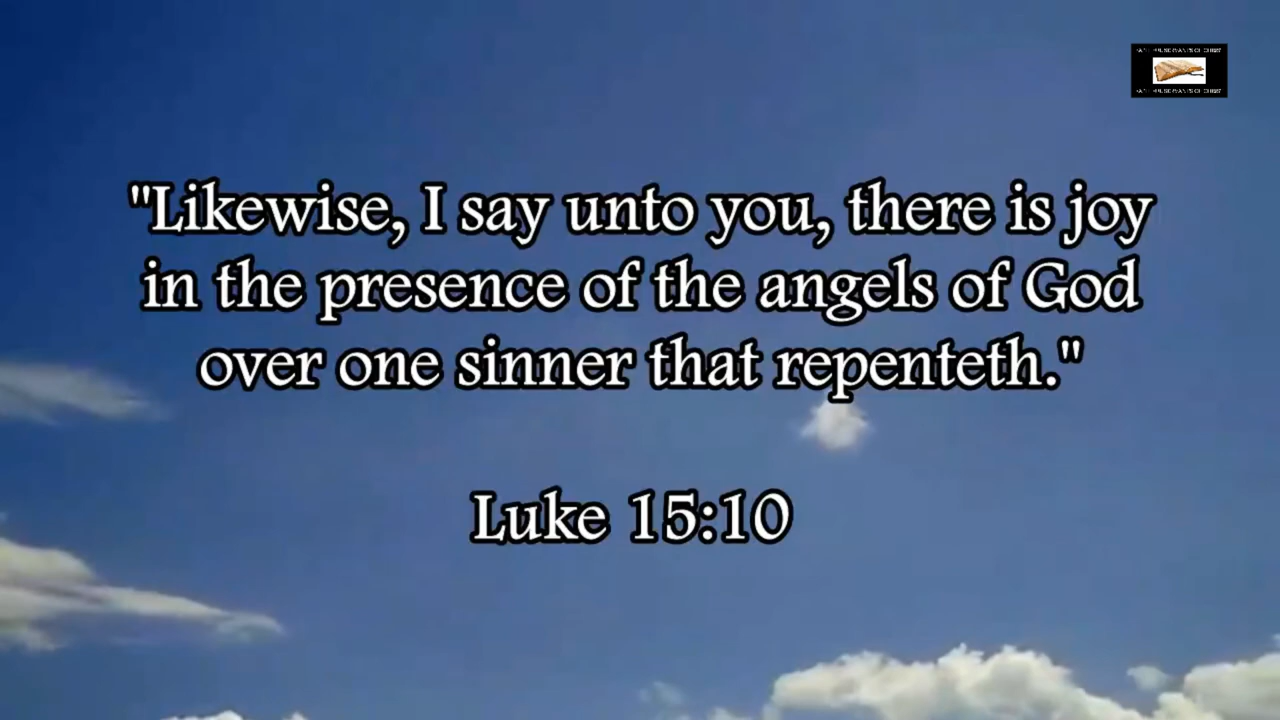 "Likewise, I say unto you, there is joy
in the presence of the angels of God
over one sinner that repenteth."
Luke 15:10